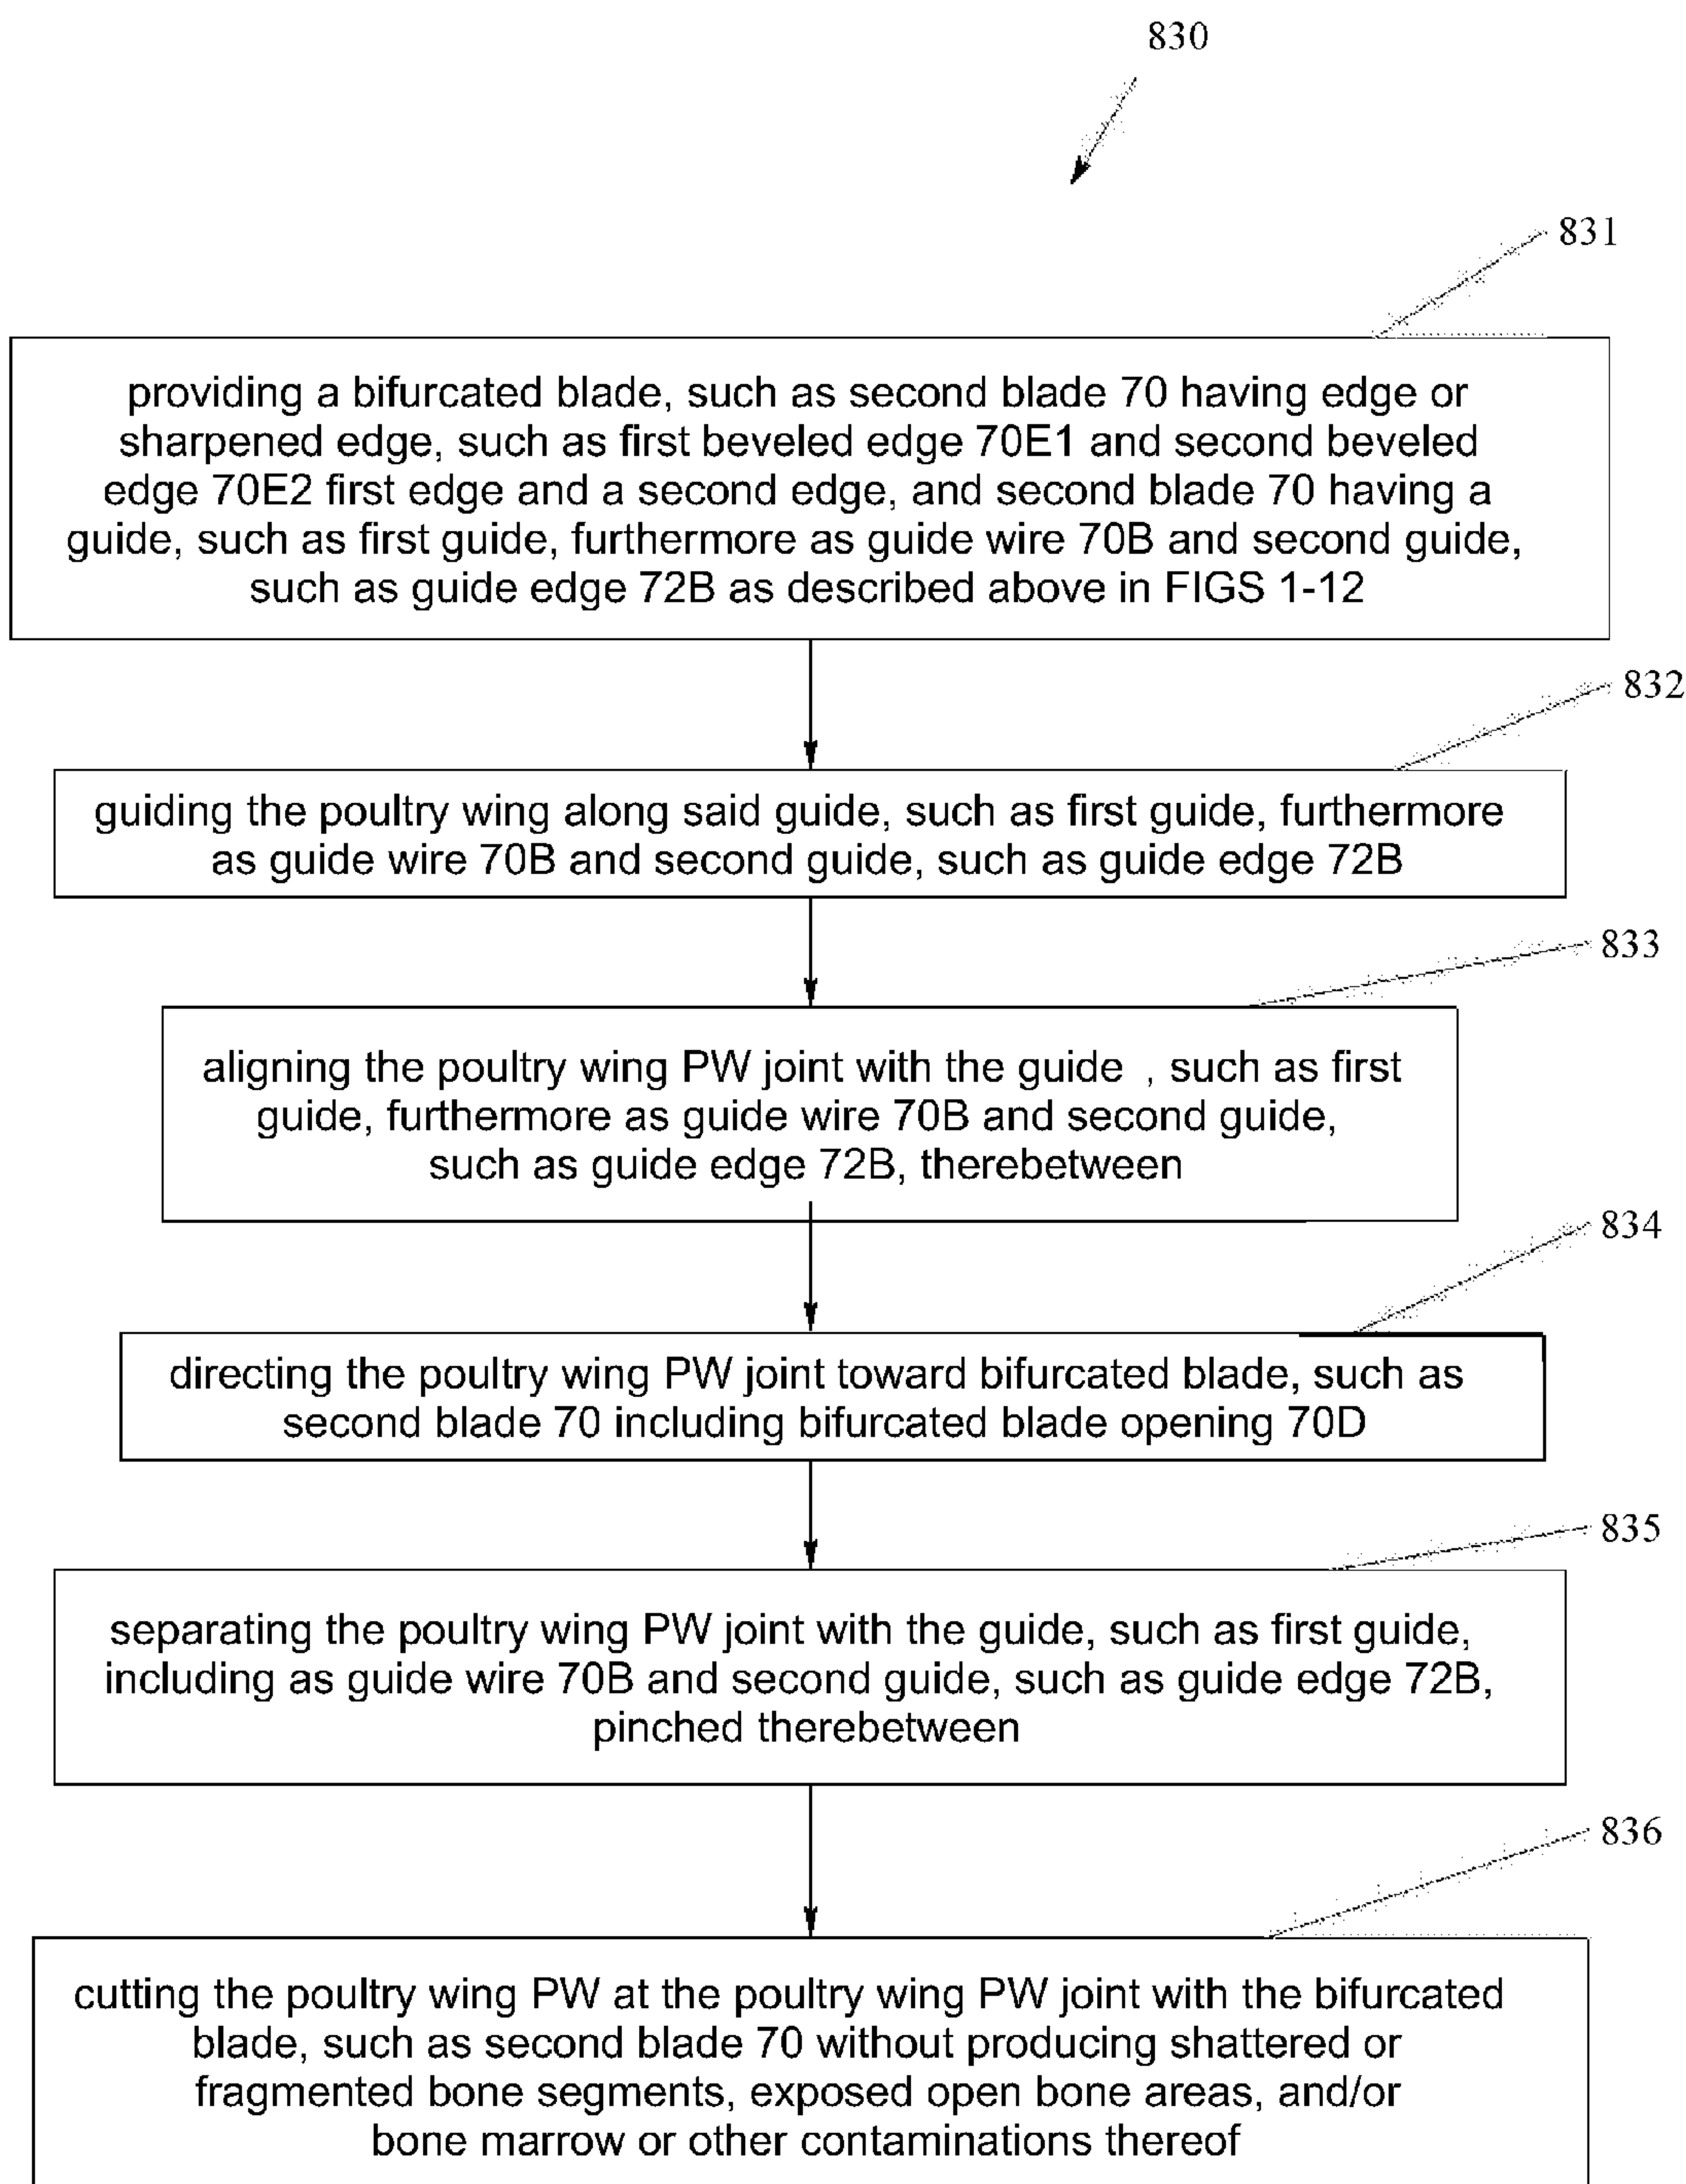 830
831
providing a bifurcated blade, such as second blade 70 having edge or
sharpened edge, such as first beveled edge 70E1 and second beveled
edge 70E2 first edge and a second edge, and second blade 70 having a
guide, such as first guide, furthermore as guide wire 70B and second guide,
such as guide edge 72B as described above in FIGS 1-12
832
guiding the poultry wing along said guide, such as first guide, furthermore
as guide wire 70B and second guide, such as guide edge 72B
833
aligning the poultry wing PW joint with the guide , such as first
guide, furthermore as guide wire 70B and second guide,
such as guide edge 72B, therebetween
834
directing the poultry wing PW joint toward bifurcated blade, such as
second blade 70 including bifurcated blade opening 70D
835
separating the poultry wing PW joint with the guide, such as first guide,
including as guide wire 70B and second guide, such as guide edge 72B,
pinched therebetween
836
cutting the poultry wing PW at the poultry wing PW joint with the bifurcated
blade, such as second blade 70 without producing shattered or
fragmented bone segments, exposed open bone areas, and/or
bone marrow or other contaminations thereof